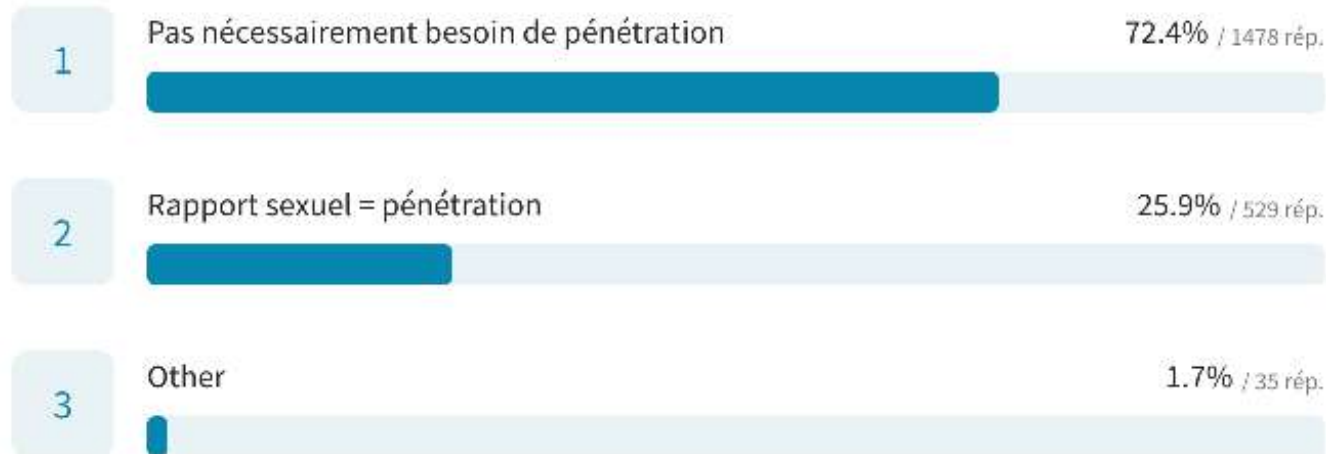 1
Pas nécessairement besoin de pénétration 72.4% / 1478 rép.
2
Rapport sexuel = pénétration 25.9% / 529 rép.
3
Other 1.7% / 35 rép.